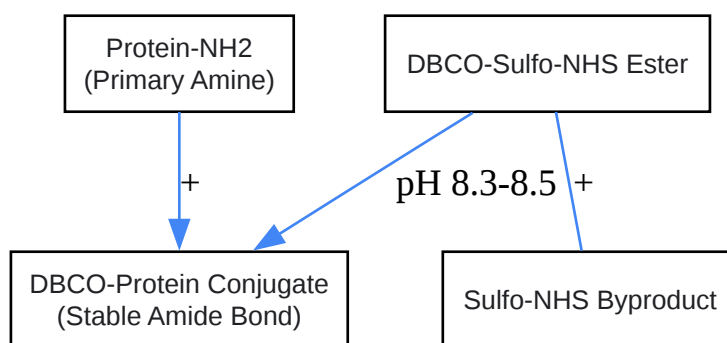 Protein-NH2
(Primary Amine)
DBCO-Sulfo-NHS Ester
+
pH 8.3-8.5
+
DBCO-Protein Conjugate
(Stable Amide Bond)
Sulfo-NHS Byproduct